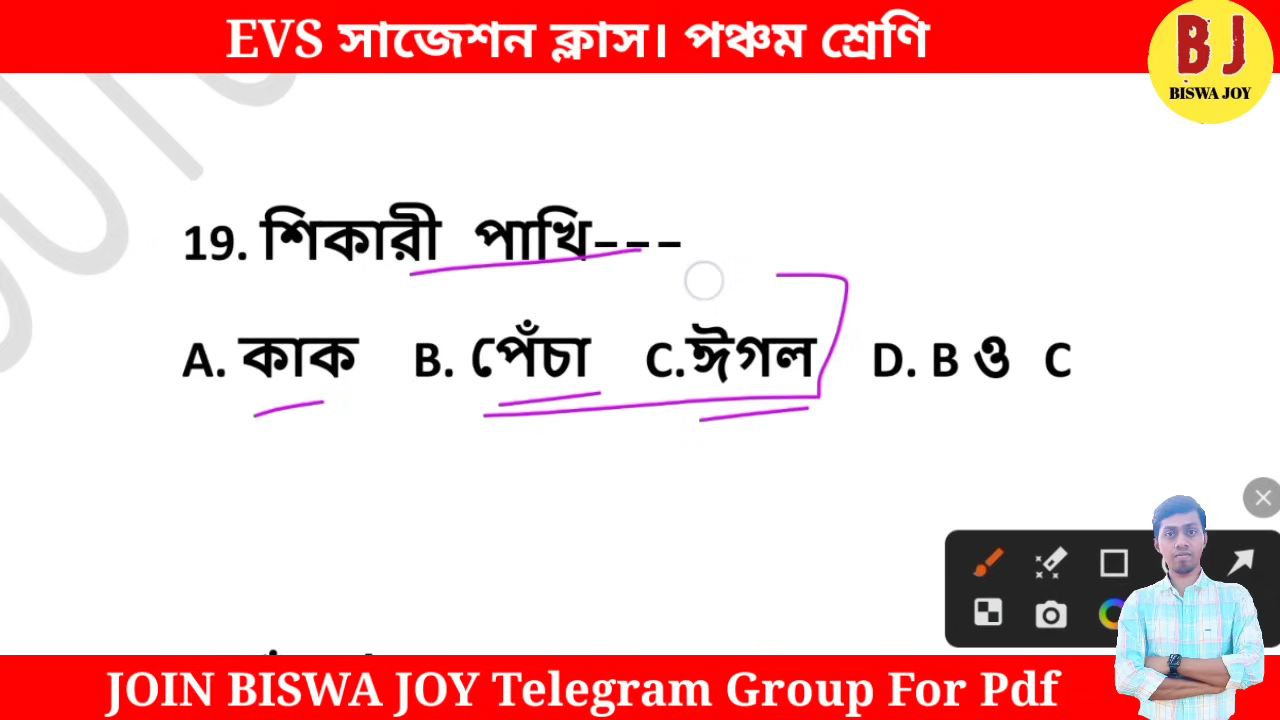 EVS সাজেশন ক্লাস। পঞ্চম শ্রেণি
BJ
BISWA JOY
19. শিকারী পাখি---
A. কাক B. পেঁচা C.ঈগল D. B ও C
JOIN BISWA JOY Telegram Group For Pdf